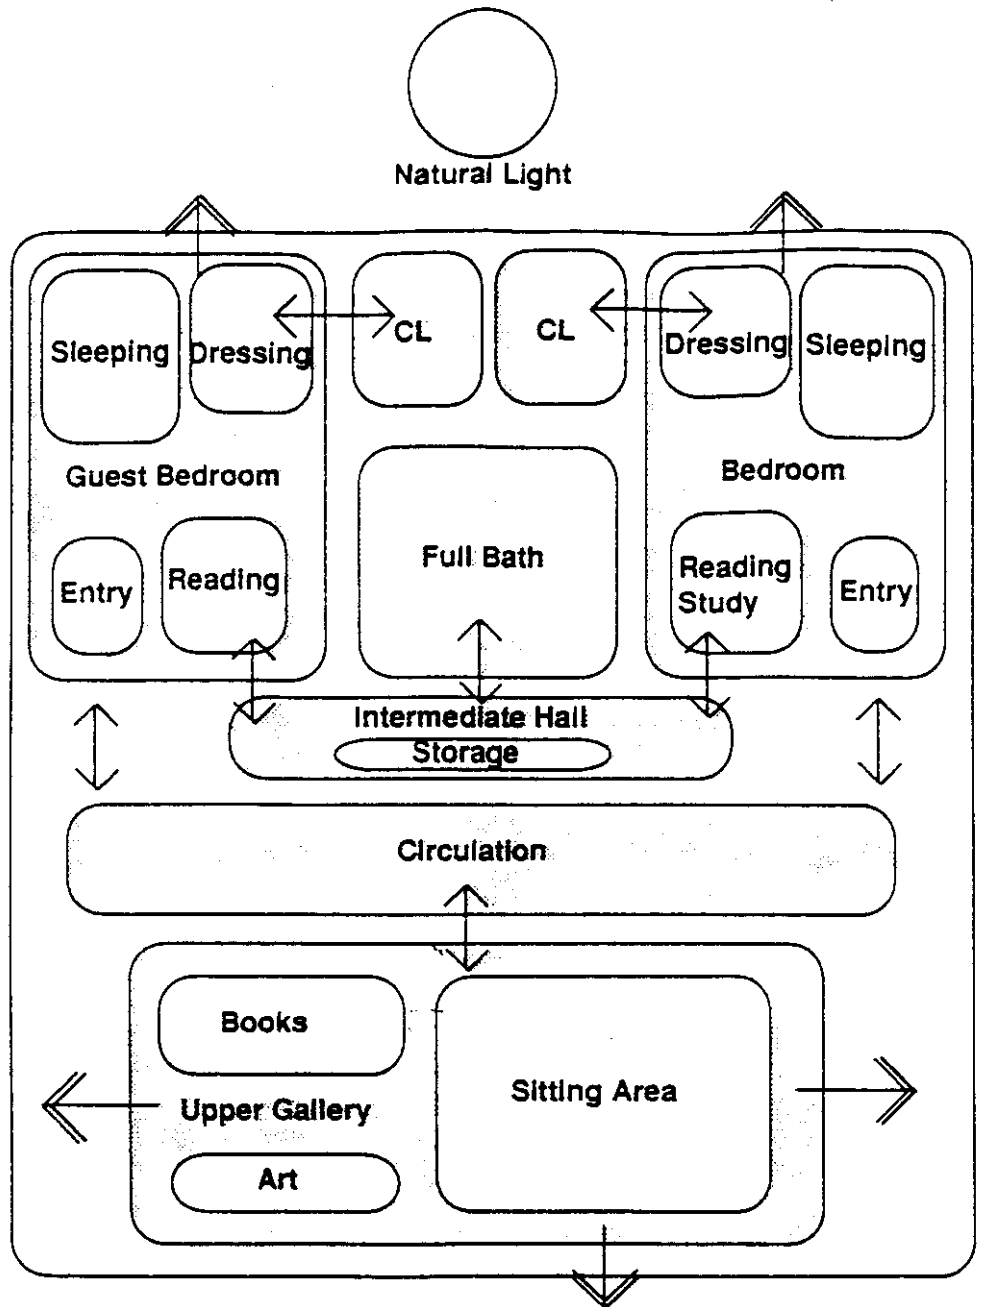 Natural Light
Sleeping
Dressing
CL
CL
Dressing
Sleeping
Guest Bedroom
Bedroom
Entry
Reading
Full Bath
Reading
Study
Entry
Intermediate Hall
Storage
Circulation
Books
Upper Gallery
Art
Sitting Area